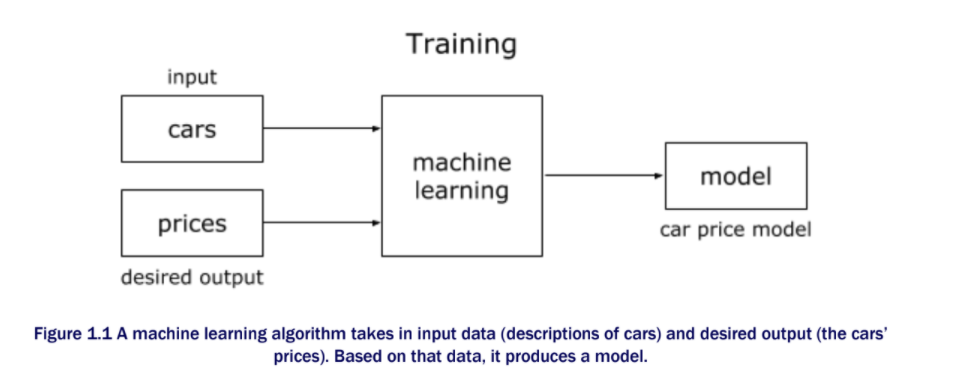 Training
input
cars
prices
desired output
machine
learning
model
car price model
Figure 1.1 A machine learning algorithm takes in input data (descriptions of cars) and desired output (the cars’
prices). Based on that data, it produces a model.